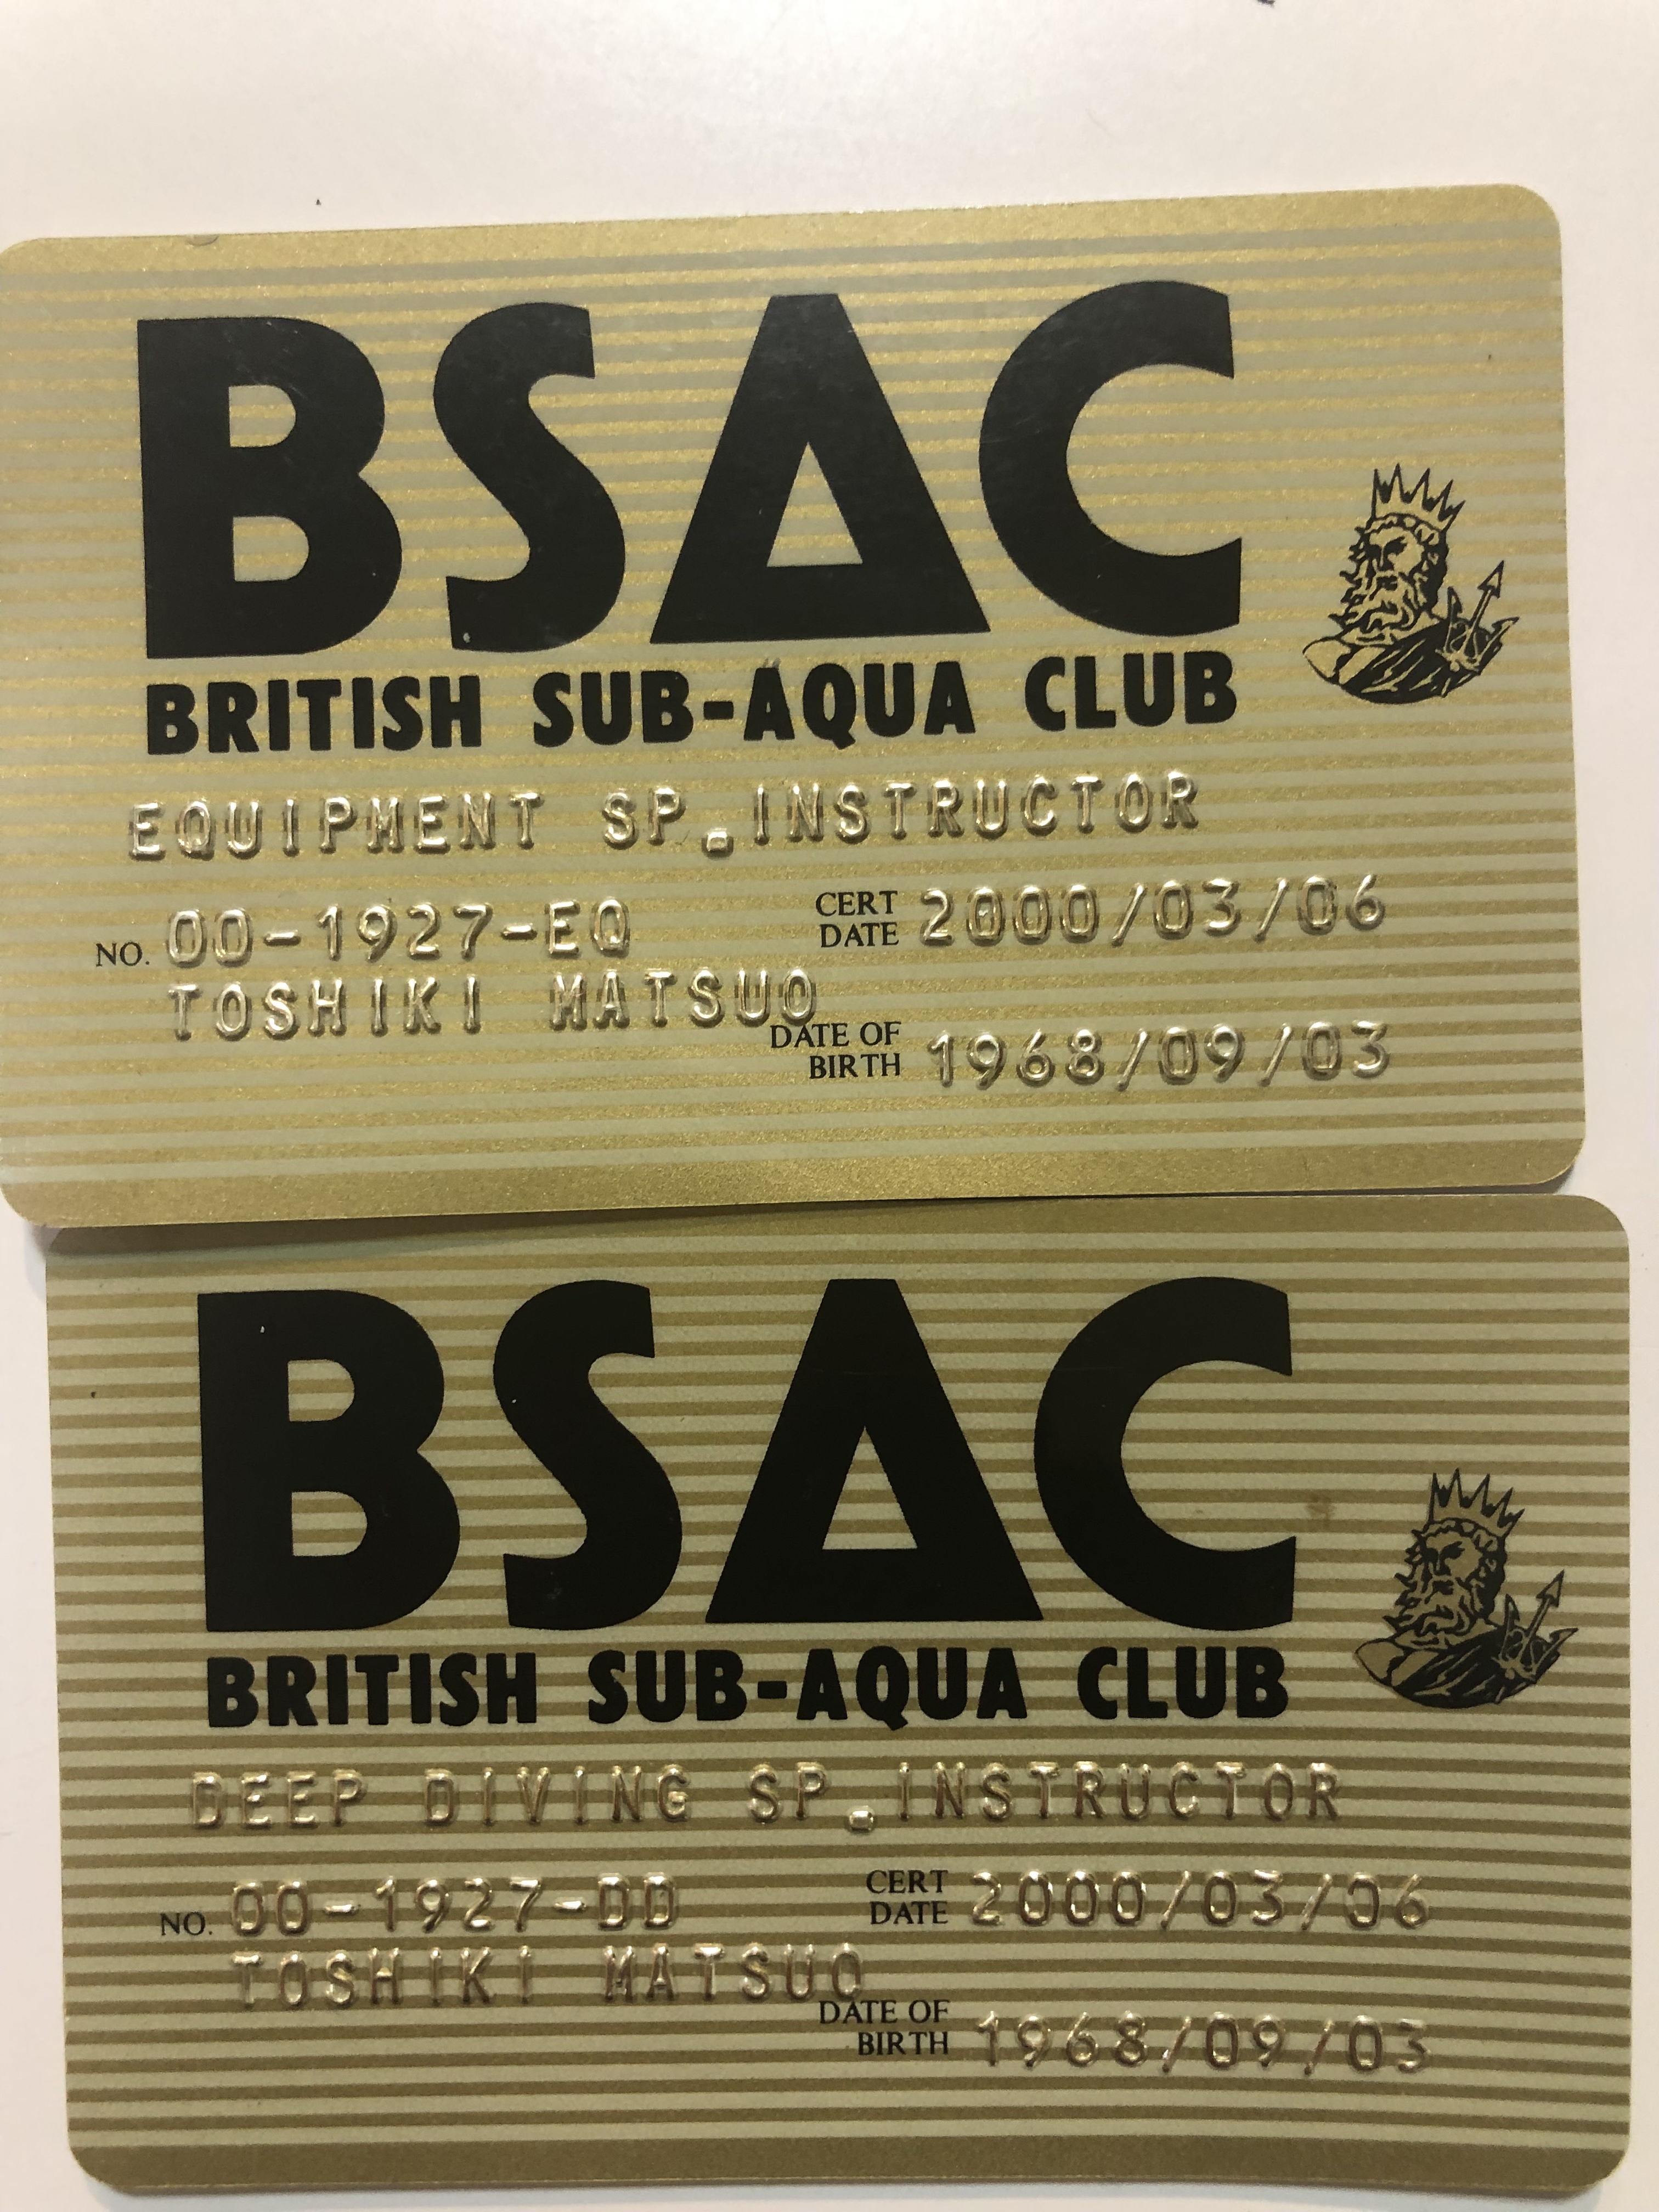 BSAC
BRITISH SUB-AQUA CLUB
EQUIPMENT SP.INSTRUCTOR
NO. 00-1927-EQ CERT DATE 2000/03/06
TOSHIKI MATSUO
DATE OF BIRTH 1968/09/03
BSAC
BRITISH SUB-AQUA CLUB
DEEP DIVING SP.INSTRUCTOR
NO. 00-1927-DD CERT DATE 2000/03/06
TOSHIKI MATSUO
DATE OF BIRTH 1968/09/03